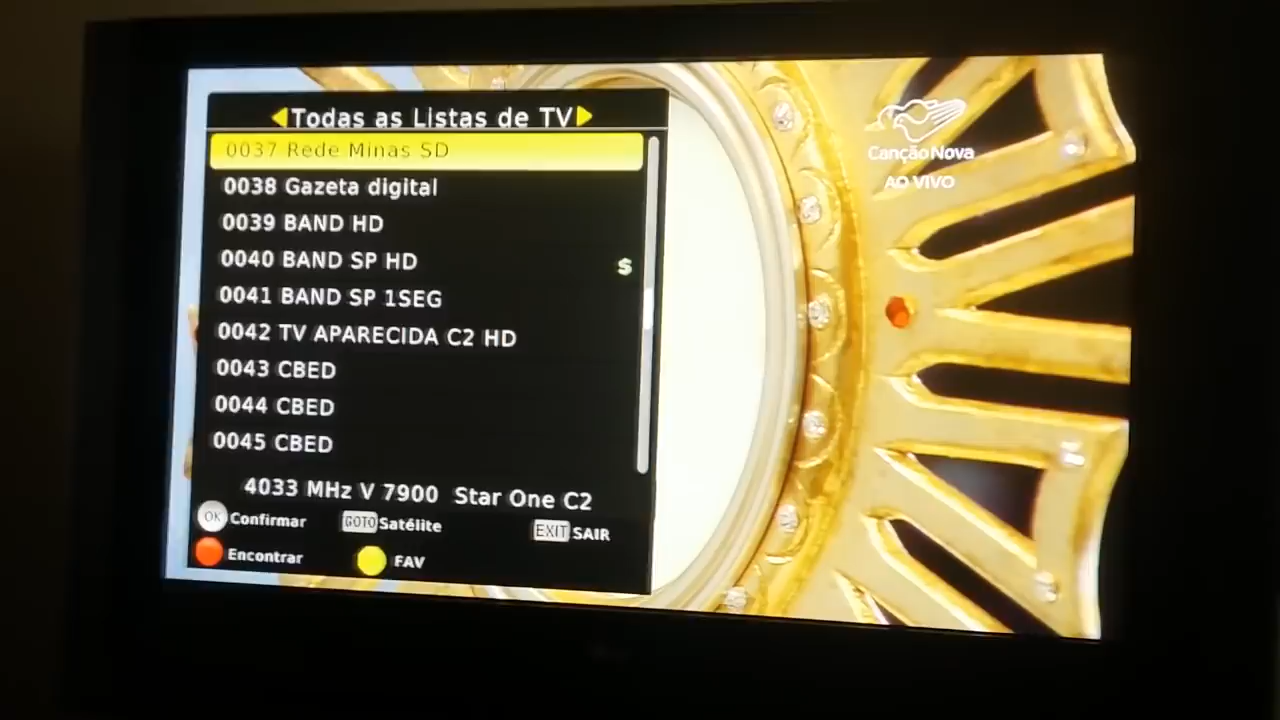 Todas as Listas de TV
0037 Rede Minas SD
0038 Gazeta digital
0039 BAND HD
0040 BAND SP HD $
0041 BAND SP 1SEG
0042 TV APARECIDA C2 HD
0043 CBED
0044 CBED
0045 CBED
4033 MHz V 7900 Star One C2
OK Confirmar GOTO Satélite EXIT SAIR
Encontrar FAV
Canção Nova
AO VIVO